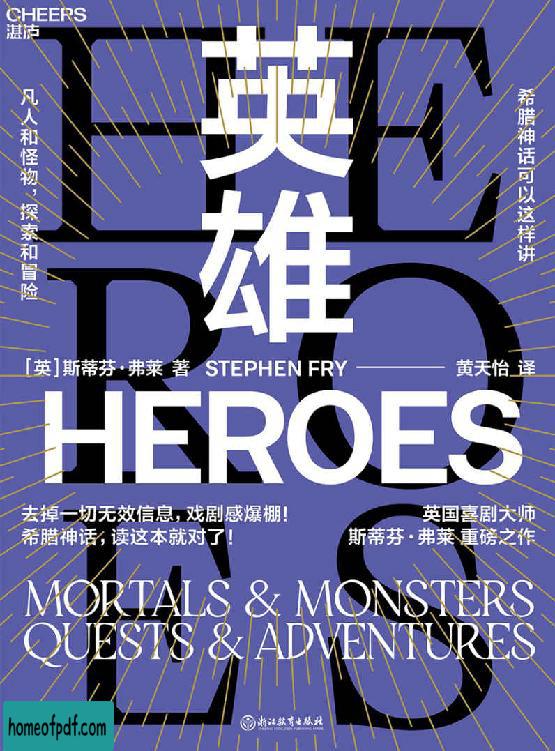 CHEERS
湛庐
HEROES
英雄
凡人和怪物，探索和冒险
希腊神话可以这样讲
［英］斯蒂芬·弗莱 著
STEPHEN FRY
黄天怡 译
HEROES
去掉一切无效信息，戏剧感爆棚！
希腊神话，读这本就对了！
英国喜剧大师
斯蒂芬·弗莱 重磅之作
MORTALS & MONSTERS
QUESTS & ADVENTURES
浙江教育出版社
homeofpdf.com